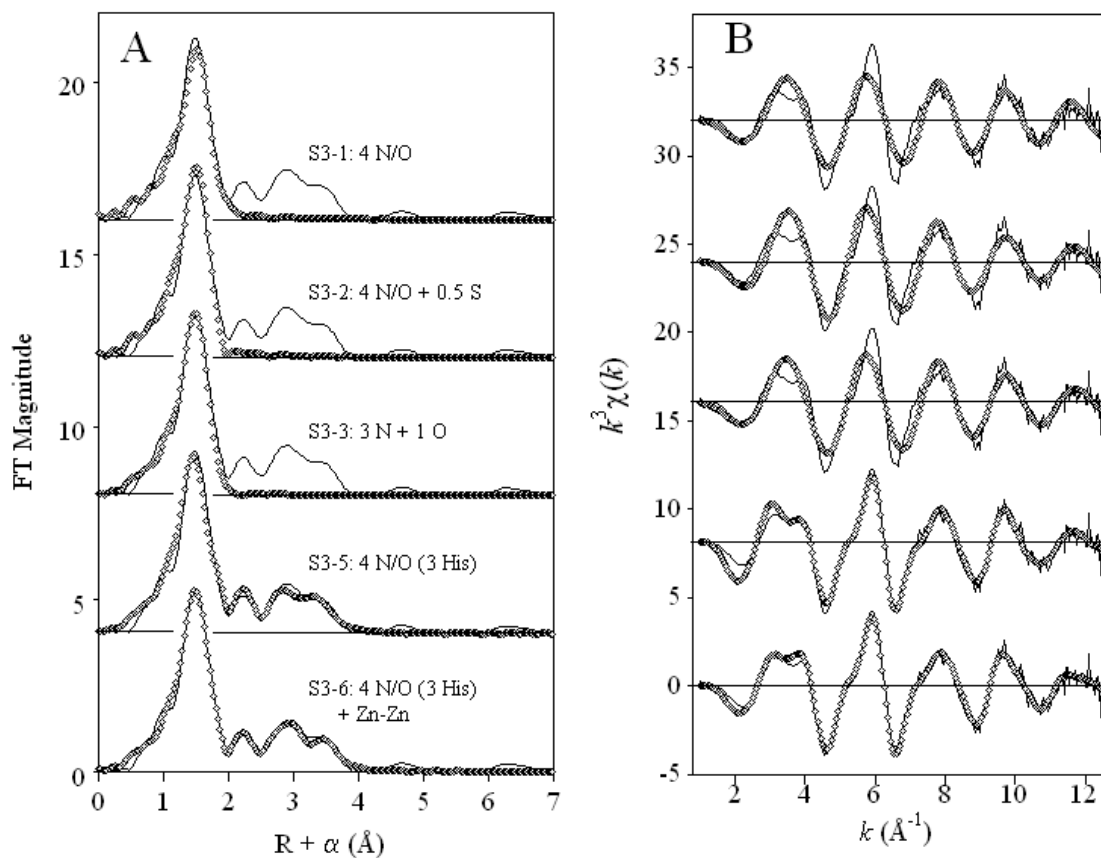 A
B
20
15
10
5
0
FT Magnitude
S3-1: 4 N/O
S3-2: 4 N/O + 0.5 S
S3-3: 3 N + 1 O
S3-5: 4 N/O (3 His)
S3-6: 4 N/O (3 His)
+ Zn-Zn
0 1 2 3 4 5 6 7
R + α (Å)
35
30
25
20
15
10
5
0
-5
k³χ(k)
2 4 6 8 10 12
k (Å⁻¹)